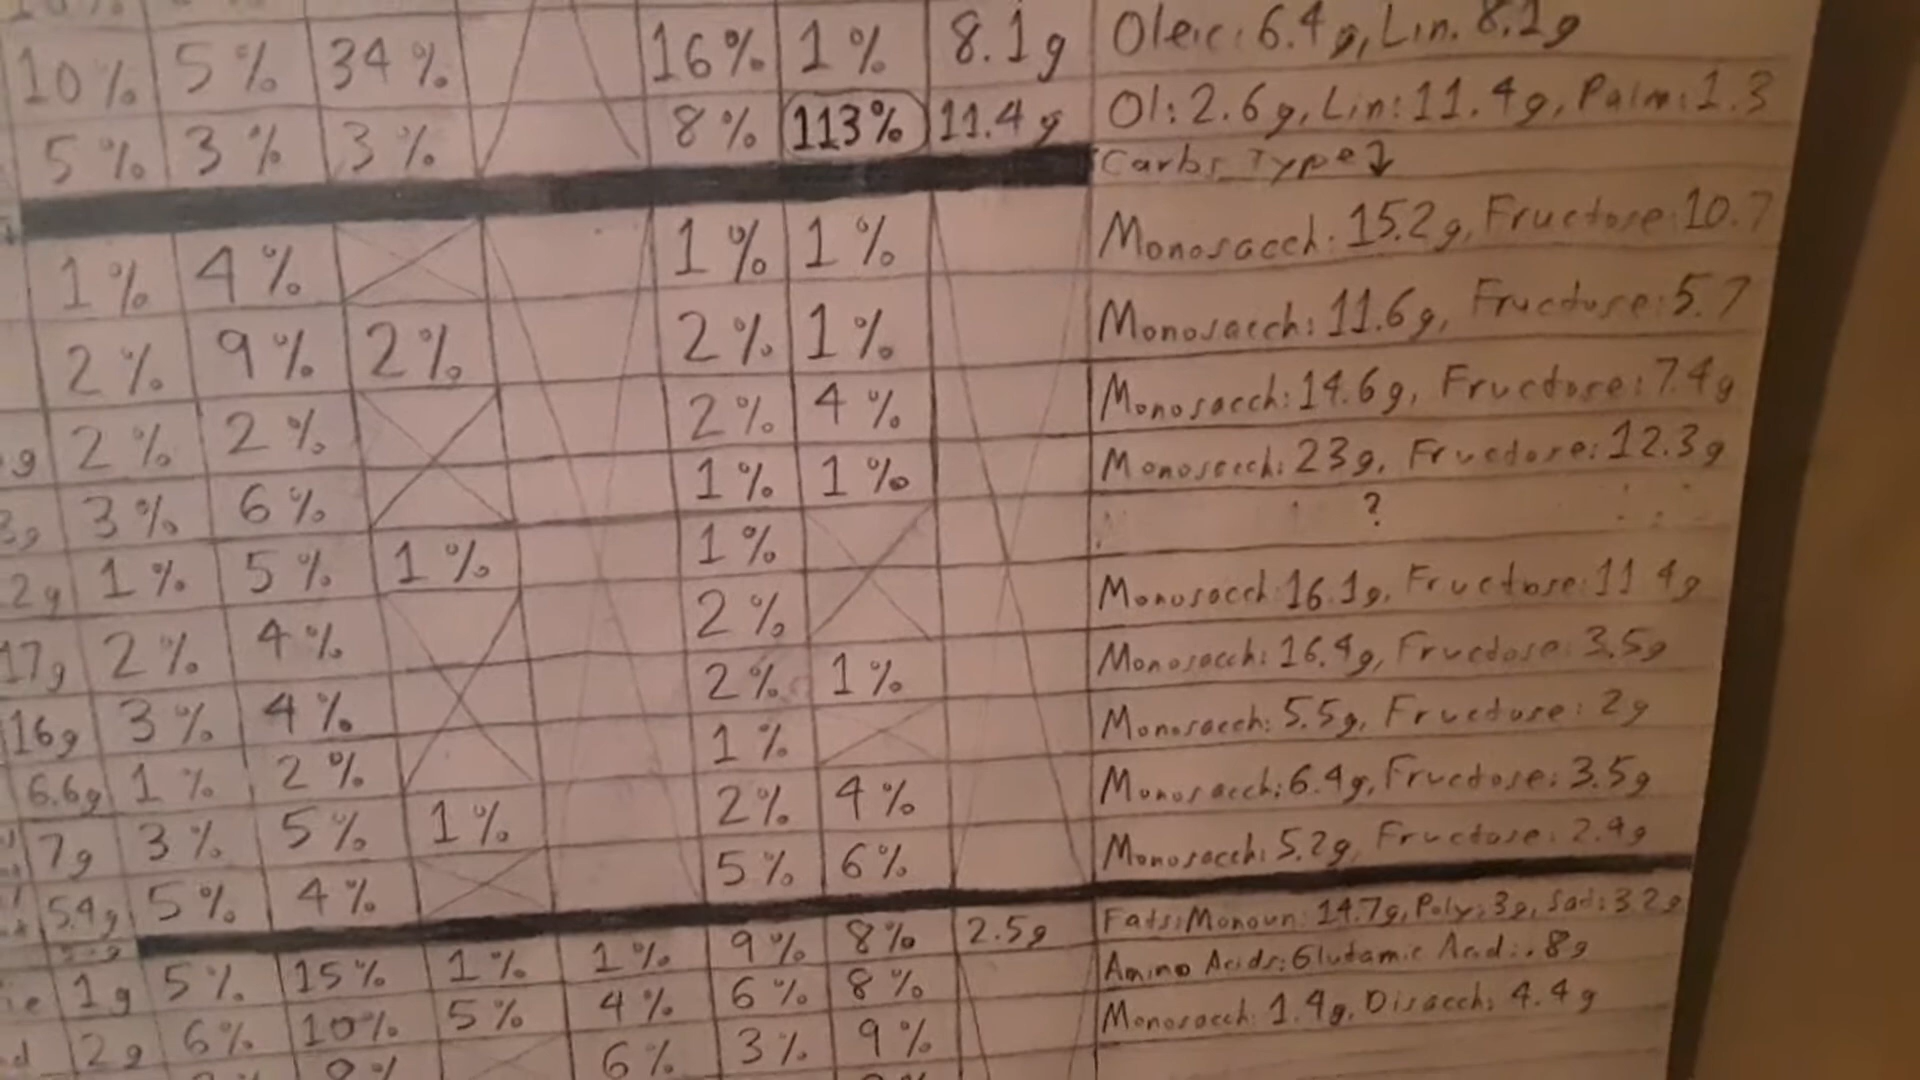 10% 5% 34% 16% 1% 8.1g Oleic: 6.4g, Lin. 8.1g
5% 3% 3% 8% 113% 11.4g Ol: 2.6g, Lin: 11.4g, Palm: 1.3
Carbs Type↓
1% 4% 1% 1% Monosacch: 15.2g, Fructose: 10.7
2% 9% 2% 2% 1% Monosacch: 11.6g, Fructose: 5.7
g 2% 2% 2% 4% Monosacch: 14.6g, Fructose: 7.4g
3g 3% 6% 1% 1% Monosacch: 23g, Fructose: 12.3g
2g 1% 5% 1% 1% ?
17g 2% 4% 2% Monosacch: 16.1g, Fructose: 11.4g
16g 3% 4% 2% 1% Monosacch: 16.4g, Fructose: 3.5g
6.6g 1% 2% 1% Monosacch: 5.5g, Fructose: 2g
7g 3% 5% 1% 2% 4% Monosacch: 6.4g, Fructose: 3.5g
5.4g 5% 4% 5% 6% Monosacch: 5.2g, Fructose: 2.9g
1g 5% 15% 1% 1% 9% 8% 2.5g Fats: Monoun: 14.7g, Poly: 3g, Sat: 3.2g
2g 6% 10% 5% 4% 6% 8% Amino Acids: Glutamic Acid: .8g
6% 3% 9% Monosacch: 1.4g, Disacch: 4.4g